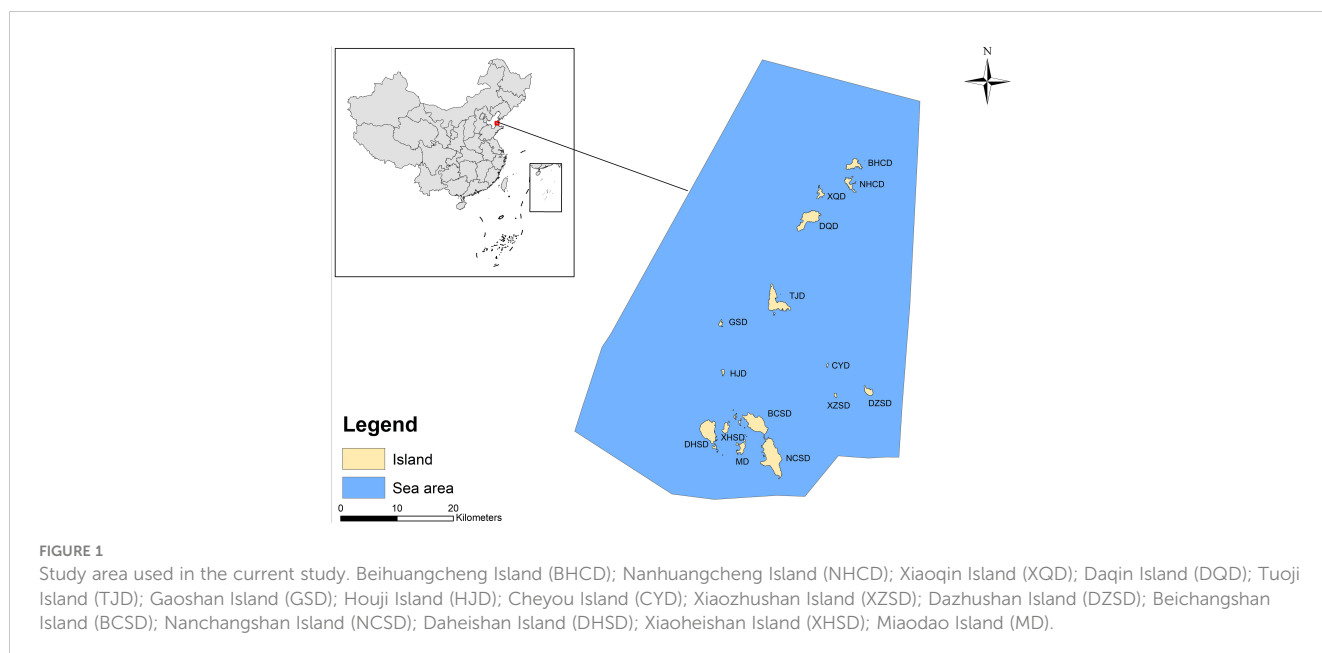 N
BHCD
NHCD
XQD
DQD
TJD
GSD
HJD
CYD
XZSD
DZSD
BCSD
XHSD
DHSD
MD
NCSD
Legend
Island
Sea area
0 10 20
Kilometers
FIGURE 1
Study area used in the current study. Beihuangcheng Island (BHCD); Nanhuangcheng Island (NHCD); Xiaoqin Island (XQD); Daqin Island (DQD); Tuoji
Island (TJD); Gaoshan Island (GSD); Houji Island (HJD); Cheyou Island (CYD); Xiaozhushan Island (XZSD); Dazhushan Island (DZSD); Beichangshan
Island (BCSD); Nanchangshan Island (NCSD); Daheishan Island (DHSD); Xiaoheishan Island (XHSD); Miaodao Island (MD).